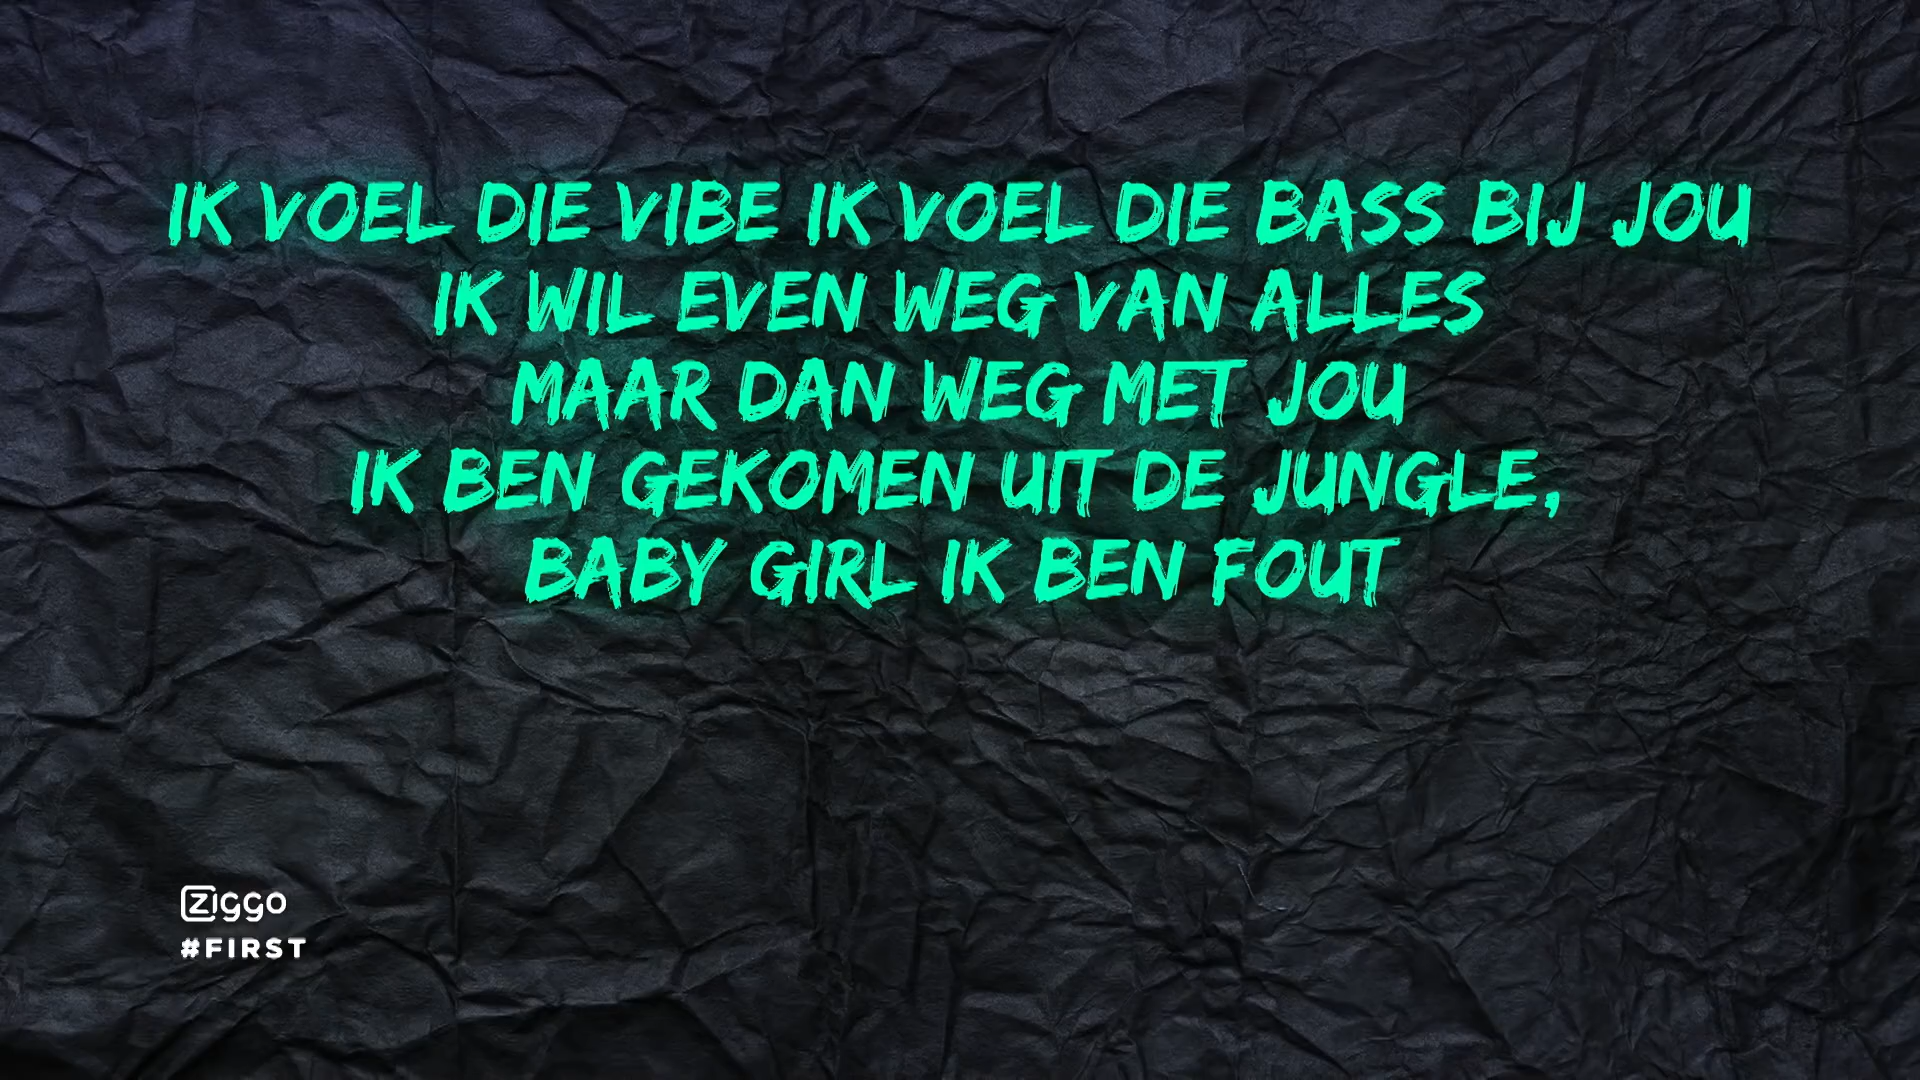 IK VOEL DIE VIBE IK VOEL DIE BASS BIJ JOU
IK WIL EVEN WEG VAN ALLES
MAAR DAN WEG MET JOU
IK BEN GEKOMEN UIT DE JUNGLE,
BABY GIRL IK BEN FOUT
ziggo
#FIRST